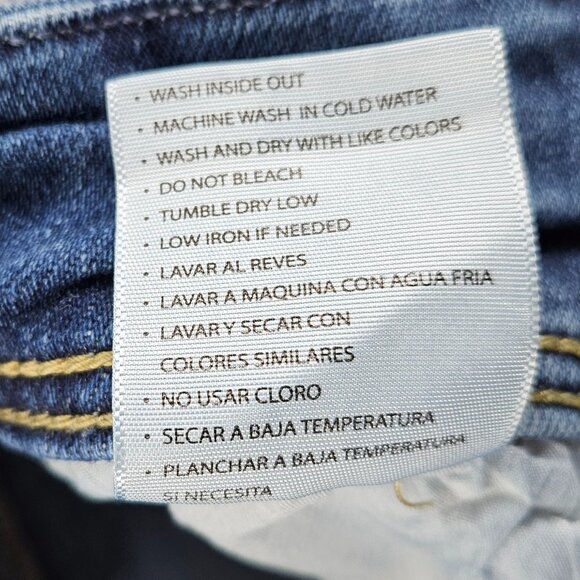 • WASH INSIDE OUT
• MACHINE WASH IN COLD WATER
• WASH AND DRY WITH LIKE COLORS
• DO NOT BLEACH
• TUMBLE DRY LOW
• LOW IRON IF NEEDED
• LAVAR AL REVES
• LAVAR A MAQUINA CON AGUA FRIA
• LAVAR Y SECAR CON
COLORES SIMILARES
• NO USAR CLORO
• SECAR A BAJA TEMPERATURA
• PLANCHAR A BAJA TEMPERATURA
SI NECESITA